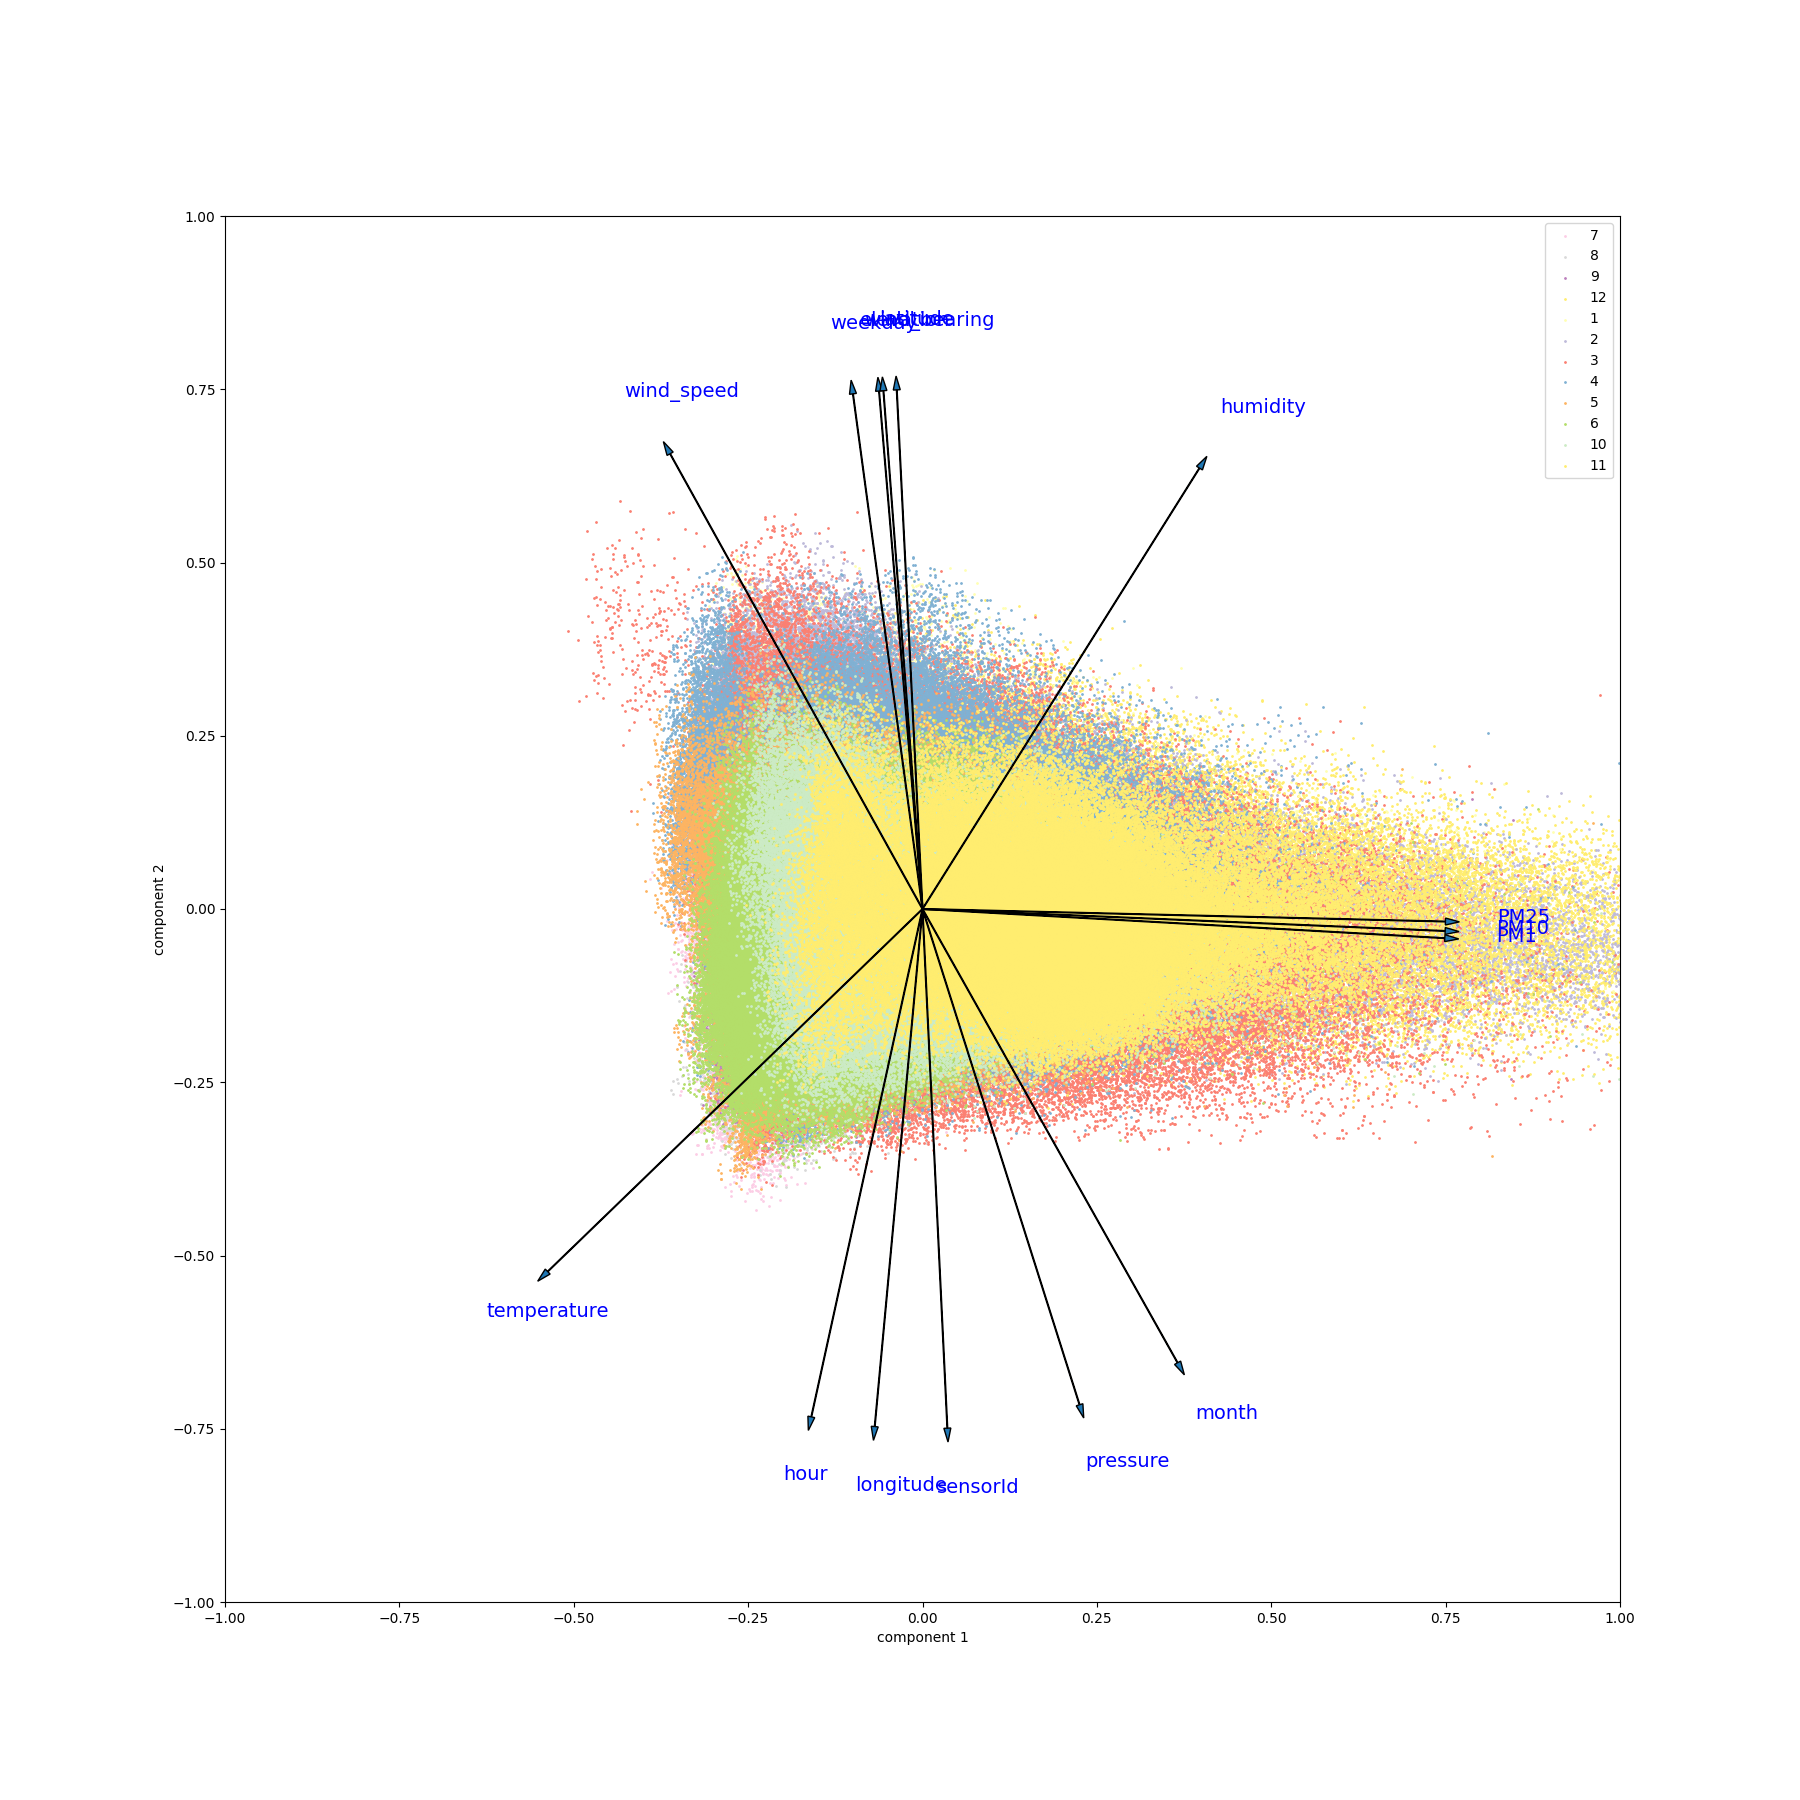 1.00
0.75
0.50
0.25
0.00
−0.25
−0.50
−0.75
−1.00
component 2
7
8
9
12
1
2
3
4
5
6
10
11
wind_speed
humidity
PM25
PM10
PM1
temperature
month
pressure
hour
longitude
sensorId
−1.00
−0.75
−0.50
−0.25
0.00
0.25
0.50
0.75
1.00
component 1